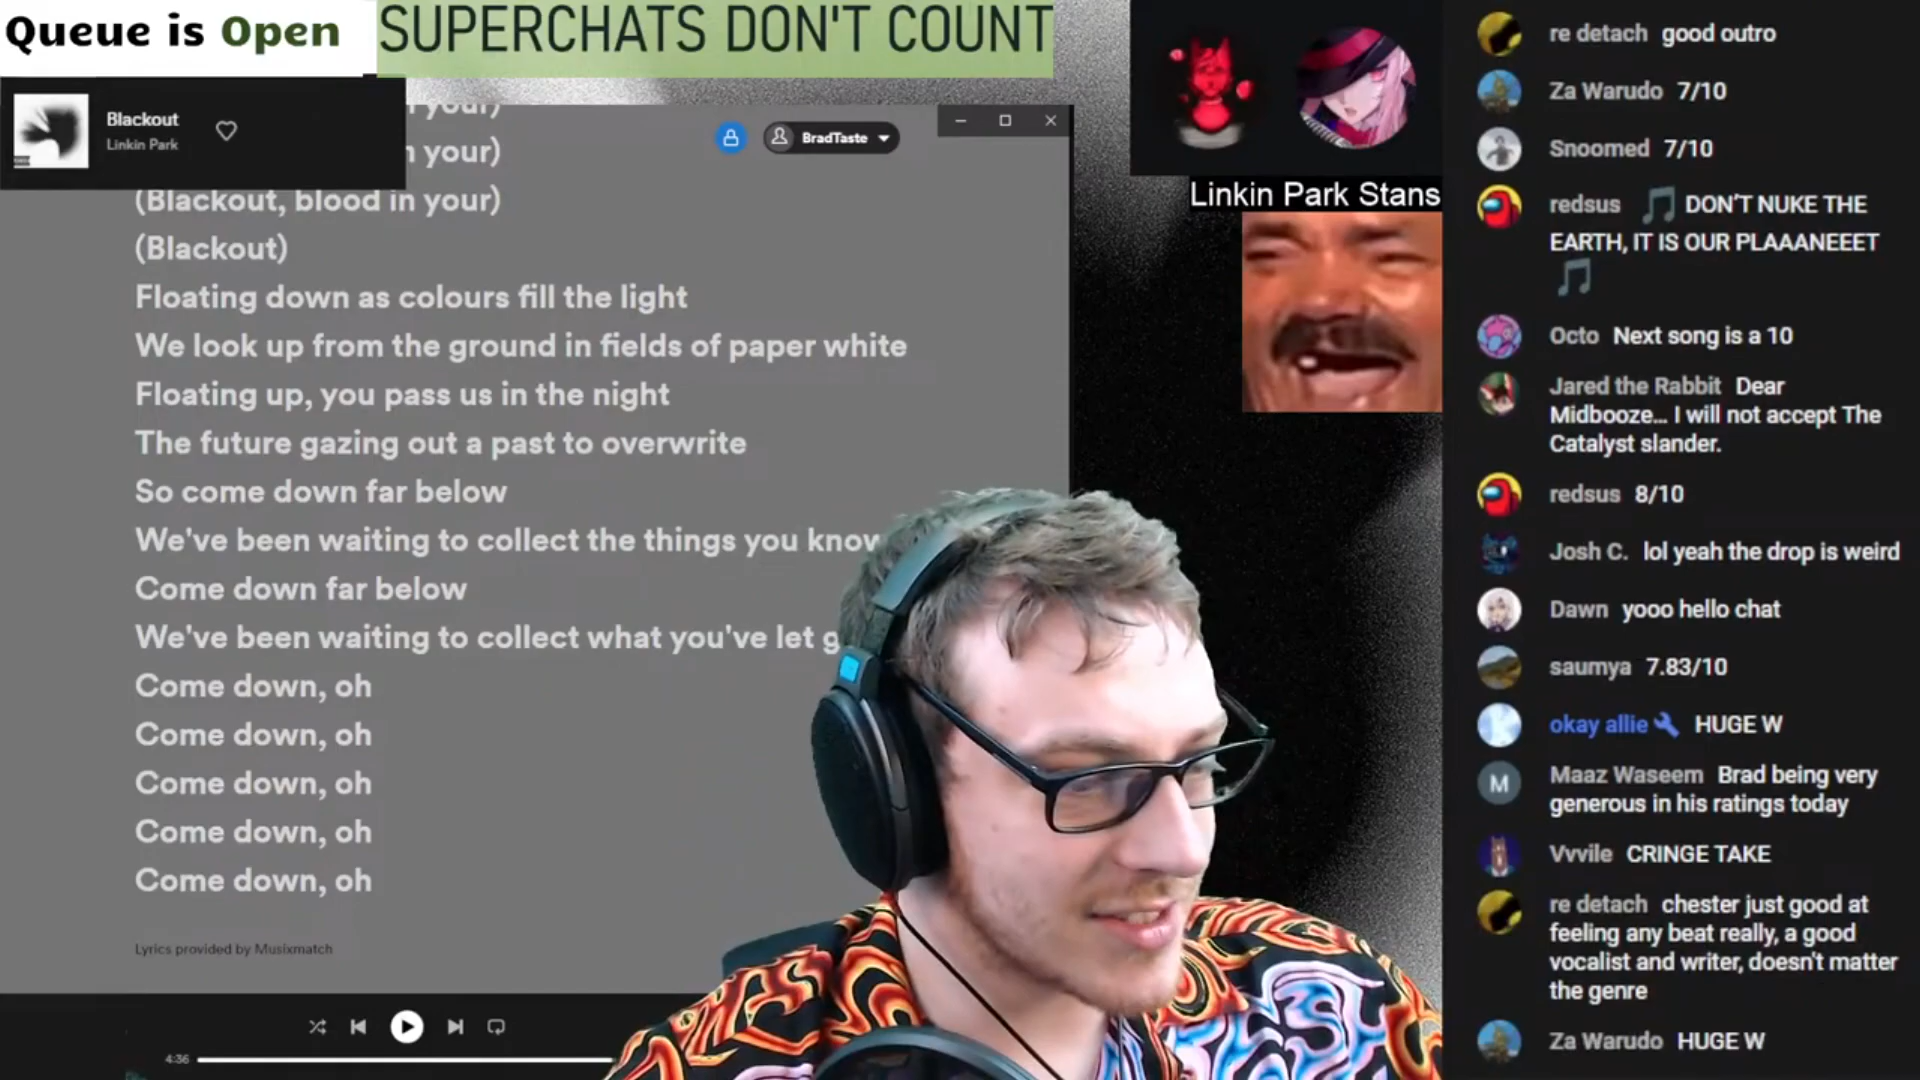 Queue is Open
SUPERCHATS DON'T COUNT
Blackout
Linkin Park
your)
BradTaste
in your)
(Blackout, blood in your)
(Blackout)
Floating down as colours fill the light
We look up from the ground in fields of paper white
Floating up, you pass us in the night
The future gazing out a past to overwrite
So come down far below
We've been waiting to collect the things you know
Come down far below
We've been waiting to collect what you've let g
Come down, oh
Come down, oh
Come down, oh
Come down, oh
Come down, oh
Lyrics provided by Musixmatch
4:36
Linkin Park Stans
re detach good outro
Za Warudo 7/10
Snoomed 7/10
redsus 🎵 DON'T NUKE THE
EARTH, IT IS OUR PLAAANEEET
🎵
Octo Next song is a 10
Jared the Rabbit Dear
Midbooze... I will not accept The
Catalyst slander.
redsus 8/10
Josh C. lol yeah the drop is weird
Dawn yooo hello chat
saumya 7.83/10
okay allie HUGE W
M Maaz Waseem Brad being very
generous in his ratings today
Vvvile CRINGE TAKE
re detach chester just good at
feeling any beat really, a good
vocalist and writer, doesn't matter
the genre
Za Warudo HUGE W